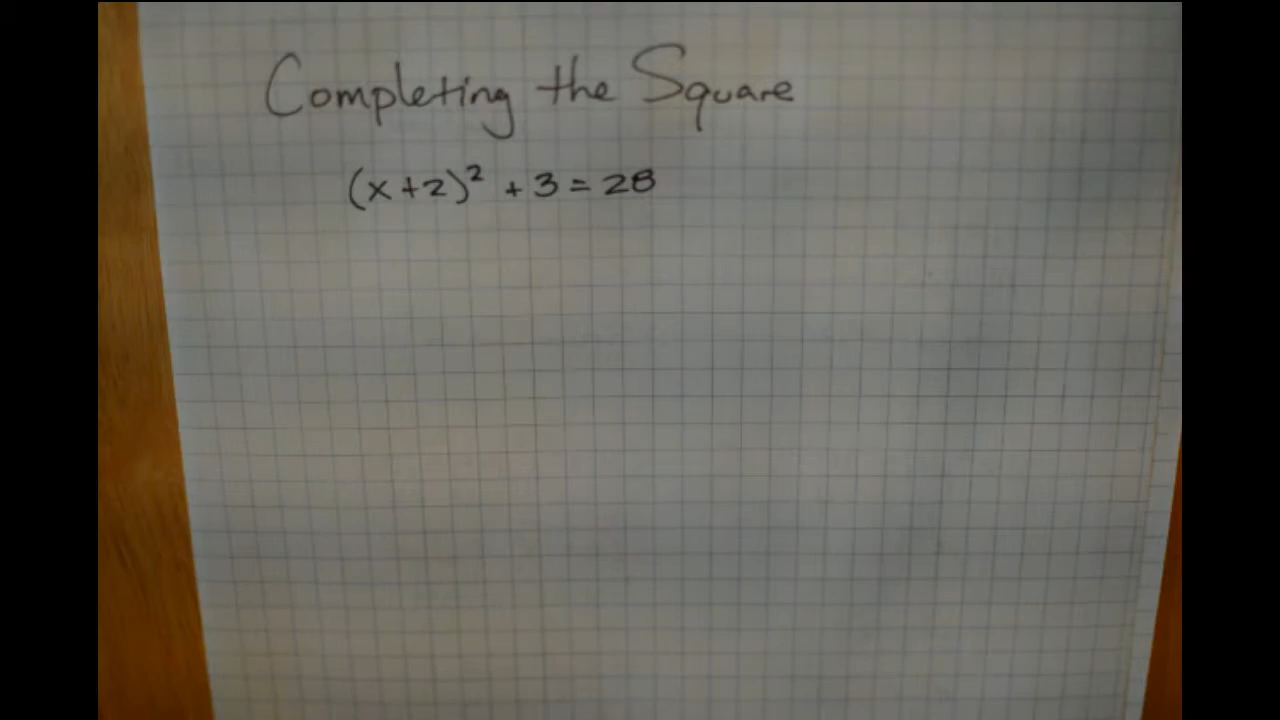 Completing the Square
(x+2)² + 3 = 28